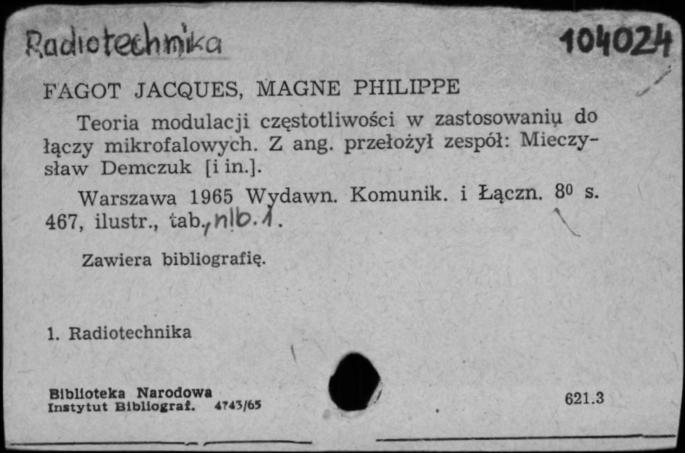 Radiotechnika 104024
FAGOT JACQUES, MAGNE PHILIPPE
Teoria modulacji częstotliwości w zastosowaniu do
łączy mikrofalowych. Z ang. przełożył zespół: Mieczy-
sław Demczuk [i in.].
Warszawa 1965 Wydawn. Komunik. i Łączn. 8⁰ s.
467, ilustr., tab., nlb. 1.
Zawiera bibliografię.
1. Radiotechnika
Biblioteka Narodowa
Instytut Bibliograf. 4743/65 621.3